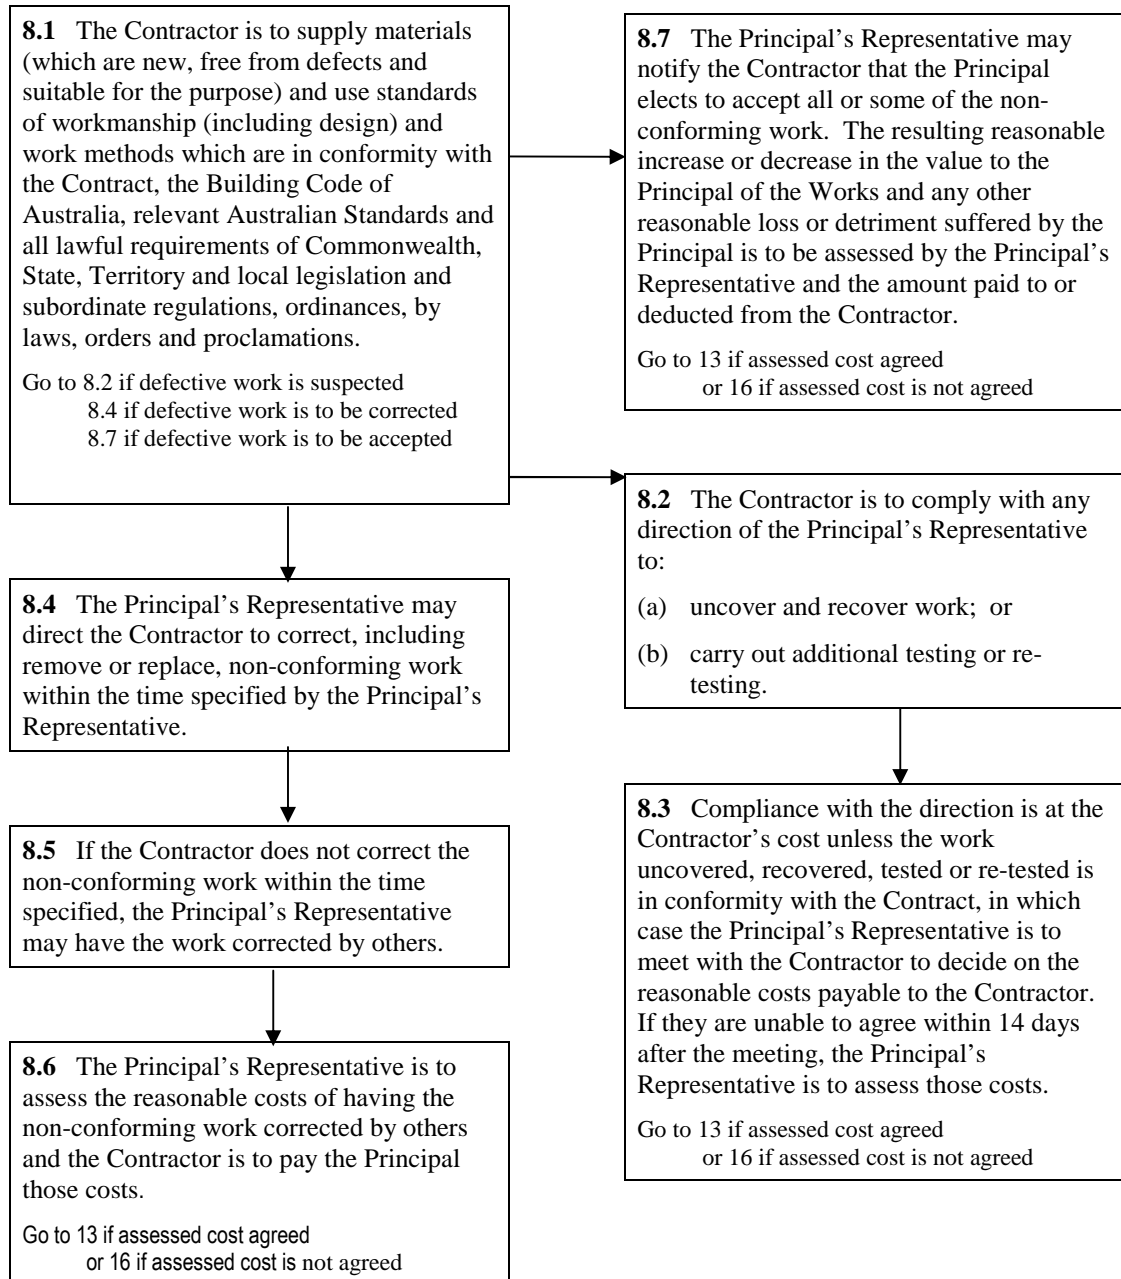 8.1 The Contractor is to supply materials
(which are new, free from defects and
suitable for the purpose) and use standards
of workmanship (including design) and
work methods which are in conformity with
the Contract, the Building Code of
Australia, relevant Australian Standards and
all lawful requirements of Commonwealth,
State, Territory and local legislation and
subordinate regulations, ordinances, by
laws, orders and proclamations.
Go to 8.2 if defective work is suspected
8.4 if defective work is to be corrected
8.7 if defective work is to be accepted
8.7 The Principal’s Representative may
notify the Contractor that the Principal
elects to accept all or some of the non-
conforming work. The resulting reasonable
increase or decrease in the value to the
Principal of the Works and any other
reasonable loss or detriment suffered by the
Principal is to be assessed by the Principal’s
Representative and the amount paid to or
deducted from the Contractor.
Go to 13 if assessed cost agreed
or 16 if assessed cost is not agreed
8.2 The Contractor is to comply with any
direction of the Principal’s Representative
to:
(a) uncover and recover work; or
(b) carry out additional testing or re-
testing.
8.4 The Principal’s Representative may
direct the Contractor to correct, including
remove or replace, non-conforming work
within the time specified by the Principal’s
Representative.
8.3 Compliance with the direction is at the
Contractor’s cost unless the work
uncovered, recovered, tested or re-tested is
in conformity with the Contract, in which
case the Principal’s Representative is to
meet with the Contractor to decide on the
reasonable costs payable to the Contractor.
If they are unable to agree within 14 days
after the meeting, the Principal’s
Representative is to assess those costs.
Go to 13 if assessed cost agreed
or 16 if assessed cost is not agreed
8.5 If the Contractor does not correct the
non-conforming work within the time
specified, the Principal’s Representative
may have the work corrected by others.
8.6 The Principal’s Representative is to
assess the reasonable costs of having the
non-conforming work corrected by others
and the Contractor is to pay the Principal
those costs.
Go to 13 if assessed cost agreed
or 16 if assessed cost is not agreed